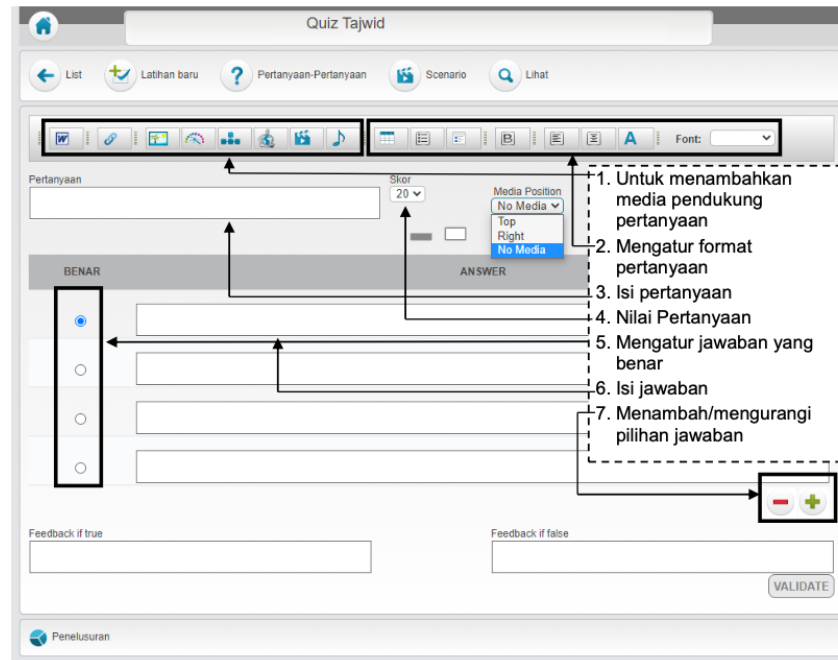 Quiz Tajwid
List Latihan baru ? Pertanyaan-Pertanyaan Scenario Lihat
W B A Font:
Pertanyaan Skor Media Position
20 No Media
Top
Right
No Media
BENAR ANSWER
1. Untuk menambahkan
media pendukung
pertanyaan
2. Mengatur format
pertanyaan
3. Isi pertanyaan
4. Nilai Pertanyaan
5. Mengatur jawaban yang
benar
6. Isi jawaban
7. Menambah/mengurangi
pilihan jawaban
Feedback if true Feedback if false
VALIDATE
Penelusuran